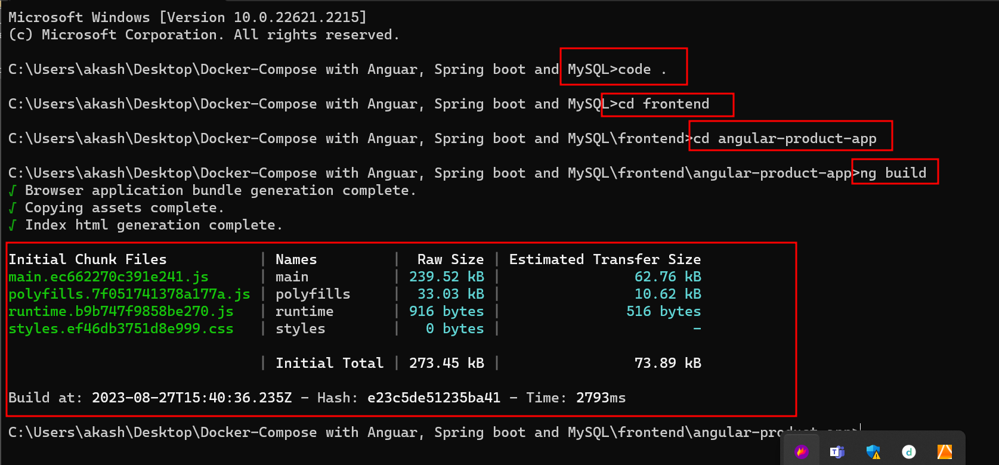 Microsoft Windows [Version 10.0.22621.2215]
(c) Microsoft Corporation. All rights reserved.
C:\Users\akash\Desktop\Docker-Compose with Anguar, Spring boot and MySQL>code .
C:\Users\akash\Desktop\Docker-Compose with Anguar, Spring boot and MySQL>cd frontend
C:\Users\akash\Desktop\Docker-Compose with Anguar, Spring boot and MySQL\frontend>cd angular-product-app
C:\Users\akash\Desktop\Docker-Compose with Anguar, Spring boot and MySQL\frontend\angular-product-app>ng build
√ Browser application bundle generation complete.
√ Copying assets complete.
√ Index html generation complete.
Initial Chunk Files | Names | Raw Size | Estimated Transfer Size
main.ec662270c391e241.js | main | 239.52 kB | 62.76 kB
polyfills.7f051741378a177a.js | polyfills | 33.03 kB | 10.62 kB
runtime.b9b747f9858be270.js | runtime | 916 bytes | 516 bytes
styles.ef46db3751d8e999.css | styles | 0 bytes | -
| Initial Total | 273.45 kB | 73.89 kB
Build at: 2023-08-27T15:40:36.235Z - Hash: e23c5de51235ba41 - Time: 2793ms
C:\Users\akash\Desktop\Docker-Compose with Anguar, Spring boot and MySQL\frontend\angular-product-app>